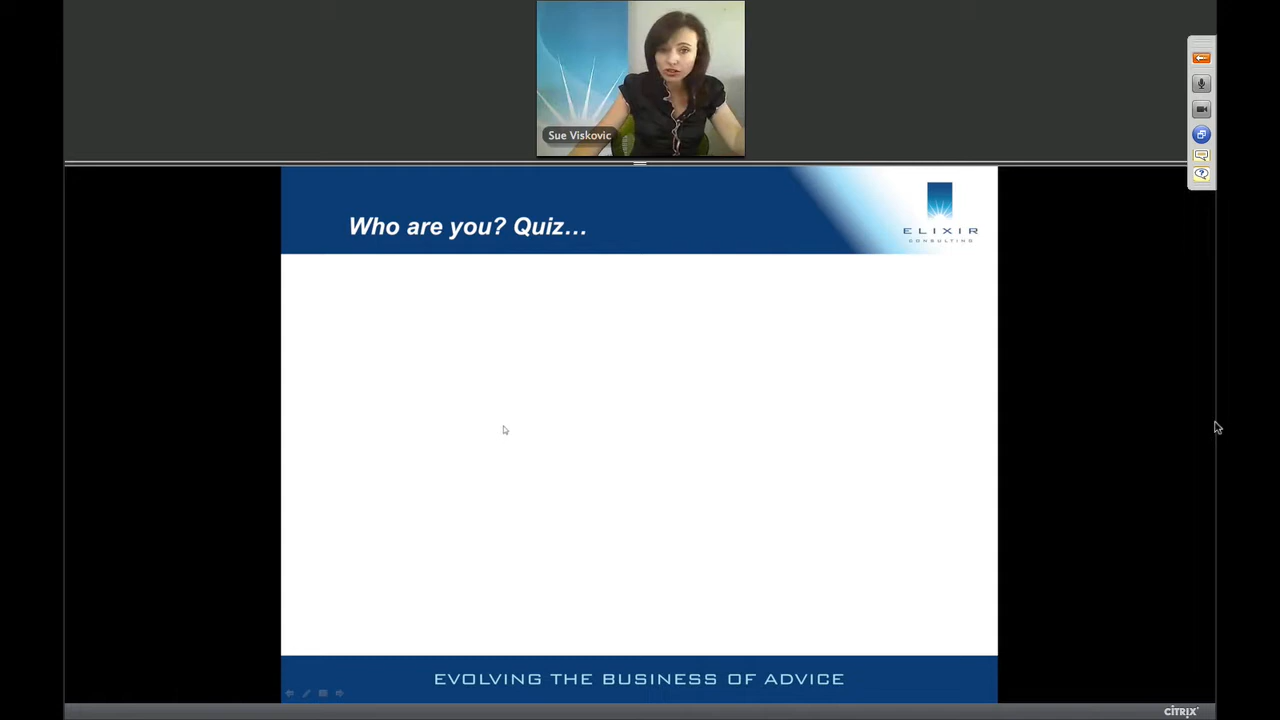 Sue Viskovic
Who are you? Quiz...
ELIXIR
CONSULTING
EVOLVING THE BUSINESS OF ADVICE
CITRIX